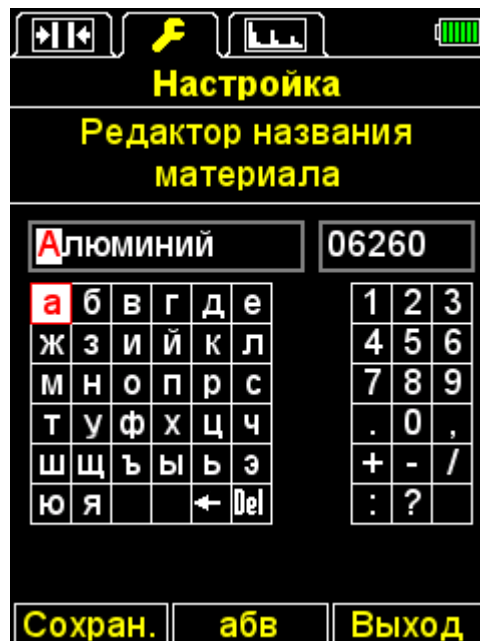 Настройка
Редактор названия
материала
Алюминий 06260
а б в г д е 1 2 3
ж з и й к л 4 5 6
м н о п р с 7 8 9
т у ф х ц ч . 0 ,
ш щ ъ ы ь э + - /
ю я ← Del : ?
Сохран. абв Выход